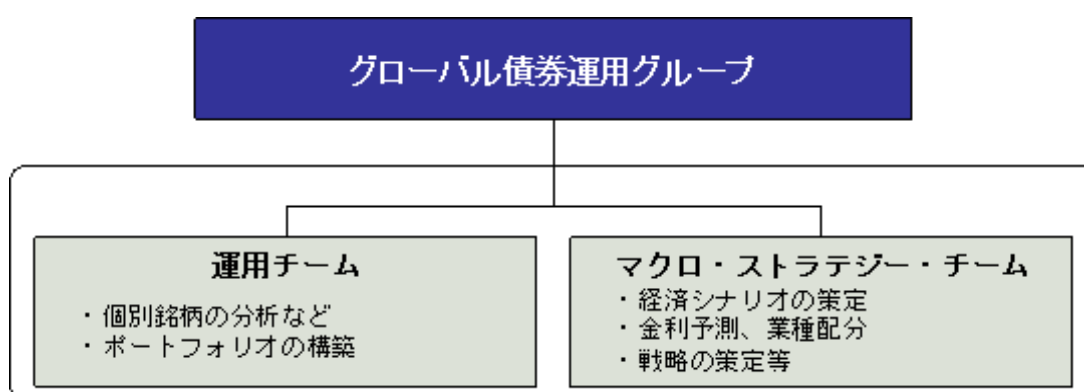 グローバル債券運用グループ
運用チーム
・個別銘柄の分析など
・ポートフォリオの構築
マクロ・ストラテジー・チーム
・経済シナリオの策定
・金利予測、業種配分
・戦略の策定等